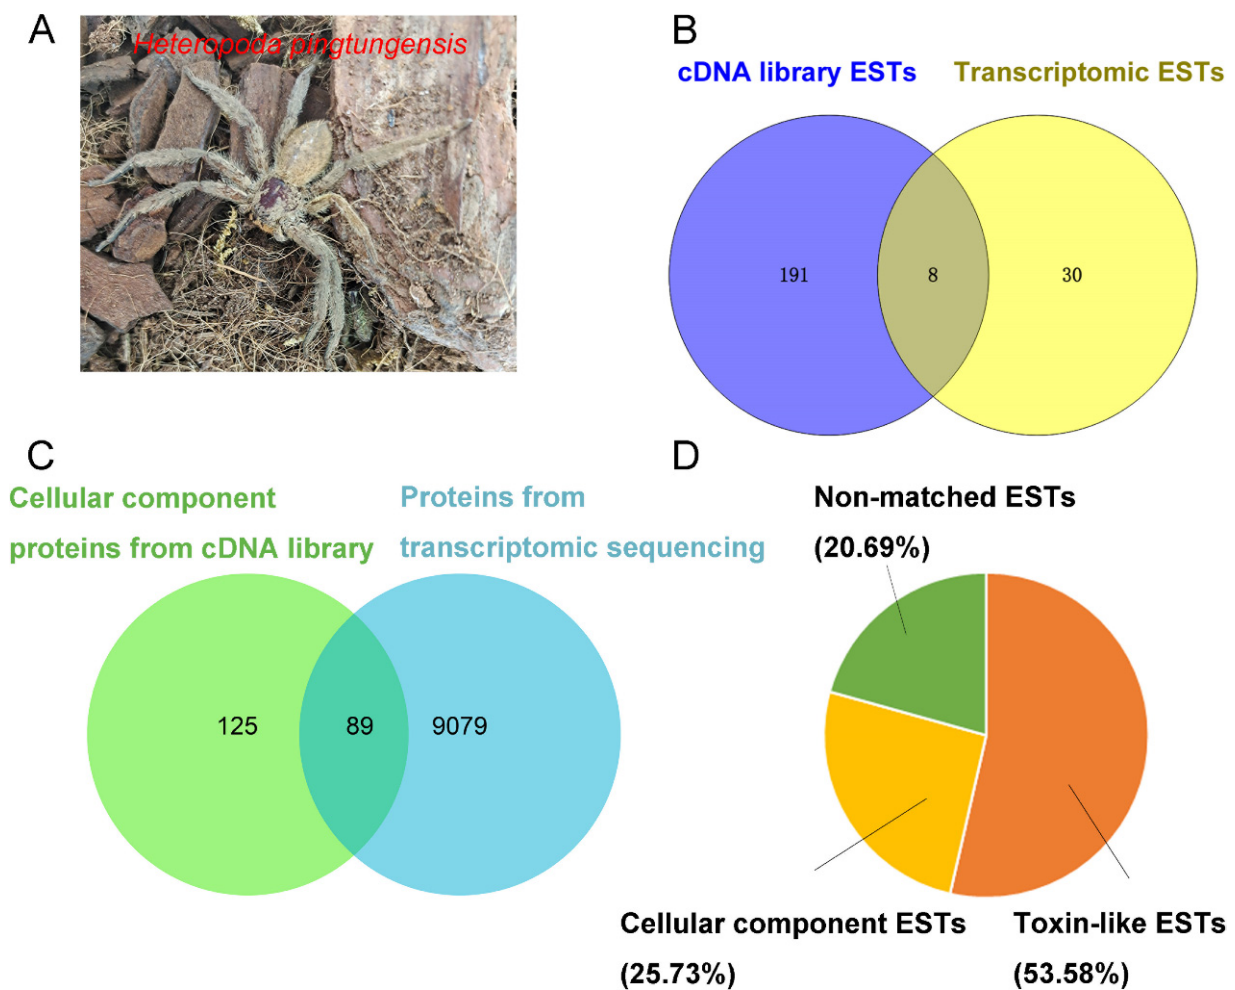 A
Heteropoda pingtungensis
B
cDNA library ESTs
Transcriptomic ESTs
191
8
30
C
Cellular component
proteins from cDNA library
Proteins from
transcriptomic sequencing
125
89
9079
D
Non-matched ESTs
(20.69%)
Cellular component ESTs
(25.73%)
Toxin-like ESTs
(53.58%)